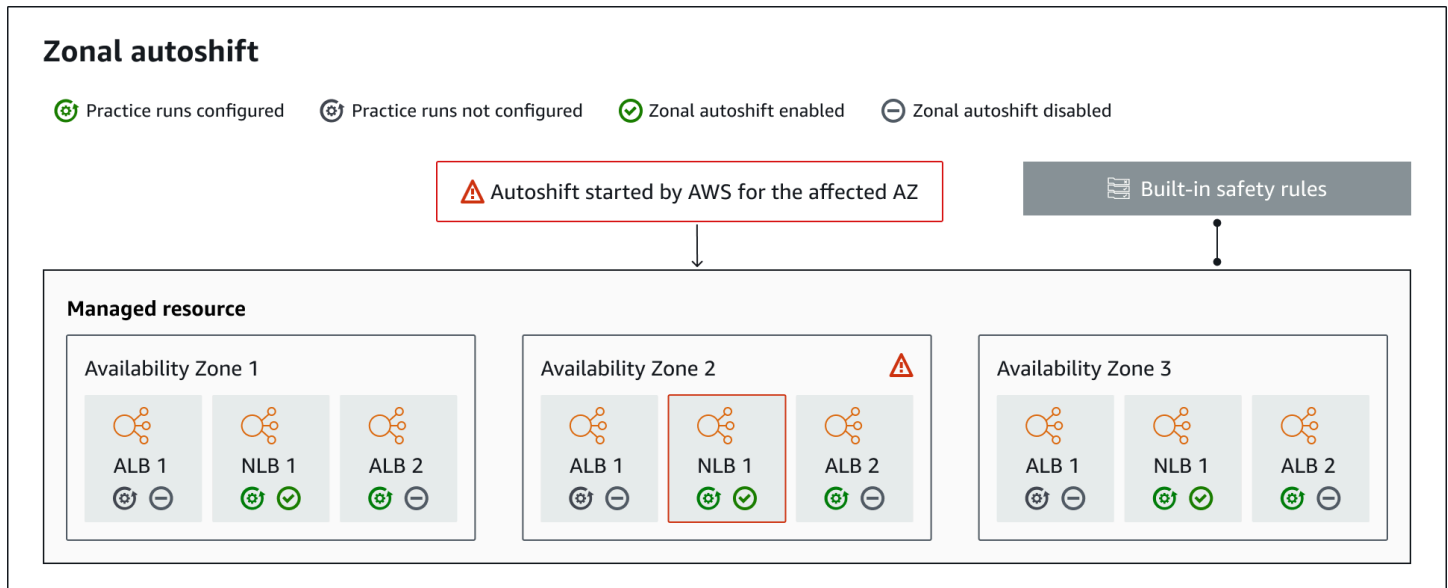 Zonal autoshift
Practice runs configured Practice runs not configured Zonal autoshift enabled Zonal autoshift disabled
Autoshift started by AWS for the affected AZ
Built-in safety rules
Managed resource
Availability Zone 1
ALB 1 NLB 1 ALB 2
Availability Zone 2
ALB 1 NLB 1 ALB 2
Availability Zone 3
ALB 1 NLB 1 ALB 2